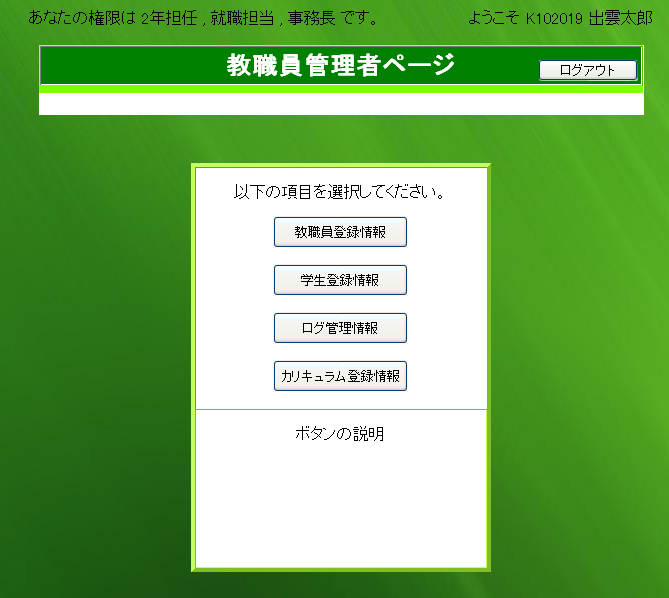 あなたの権限は 2年担任 , 就職担当 , 事務長 です。 ようこそ K102019 出雲太郎
教職員管理者ページ
ログアウト
以下の項目を選択してください。
教職員登録情報
学生登録情報
ログ管理情報
カリキュラム登録情報
ボタンの説明